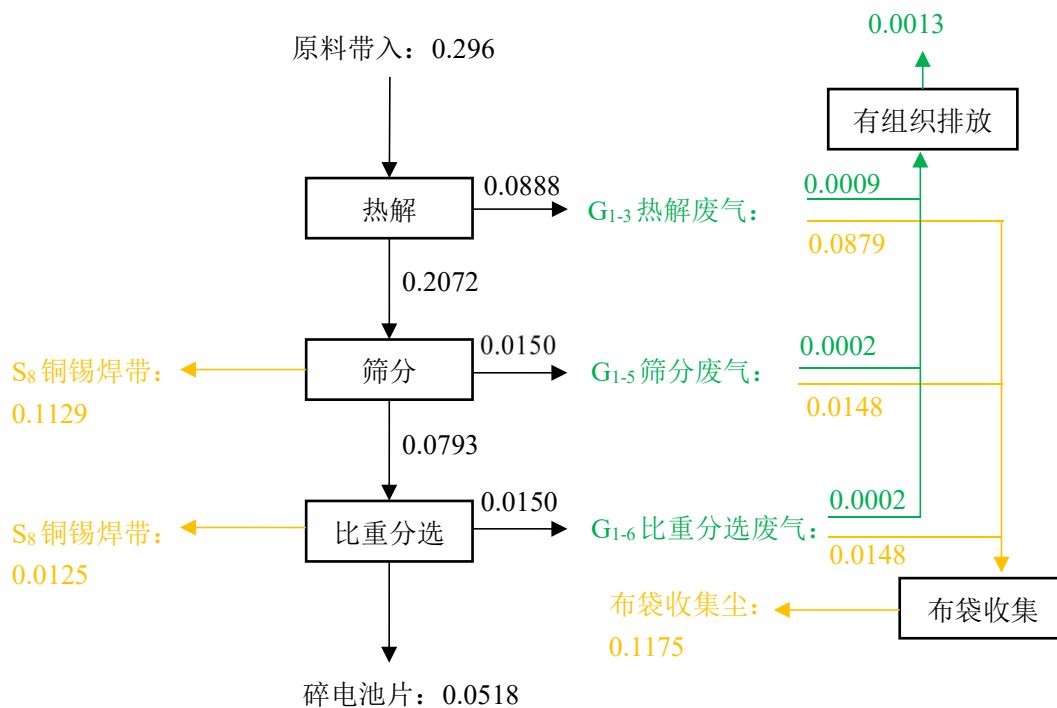 0.0013
原料带入：0.296
有组织排放
0.0888
0.0009
热解
G1-3 热解废气：
0.0879
0.2072
0.0150
0.0002
S8 铜锡焊带：
筛分
G1-5 筛分废气：
0.1129
0.0148
0.0793
0.0150
0.0002
S8 铜锡焊带：
比重分选
G1-6 比重分选废气：
0.0125
0.0148
布袋收集尘：
布袋收集
0.1175
碎电池片：0.0518